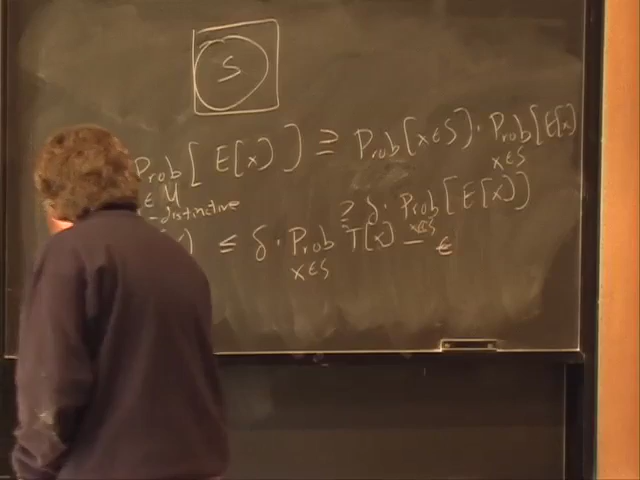 S
Prob[E[x)] ≥ Prob[x∈S]·Prob[E[x)
x∈S
∈ M
- distinctive
≥ δ·Prob[E[x)]
x∈S
) ≤ δ·Prob T[x) - ϵ
x∈S